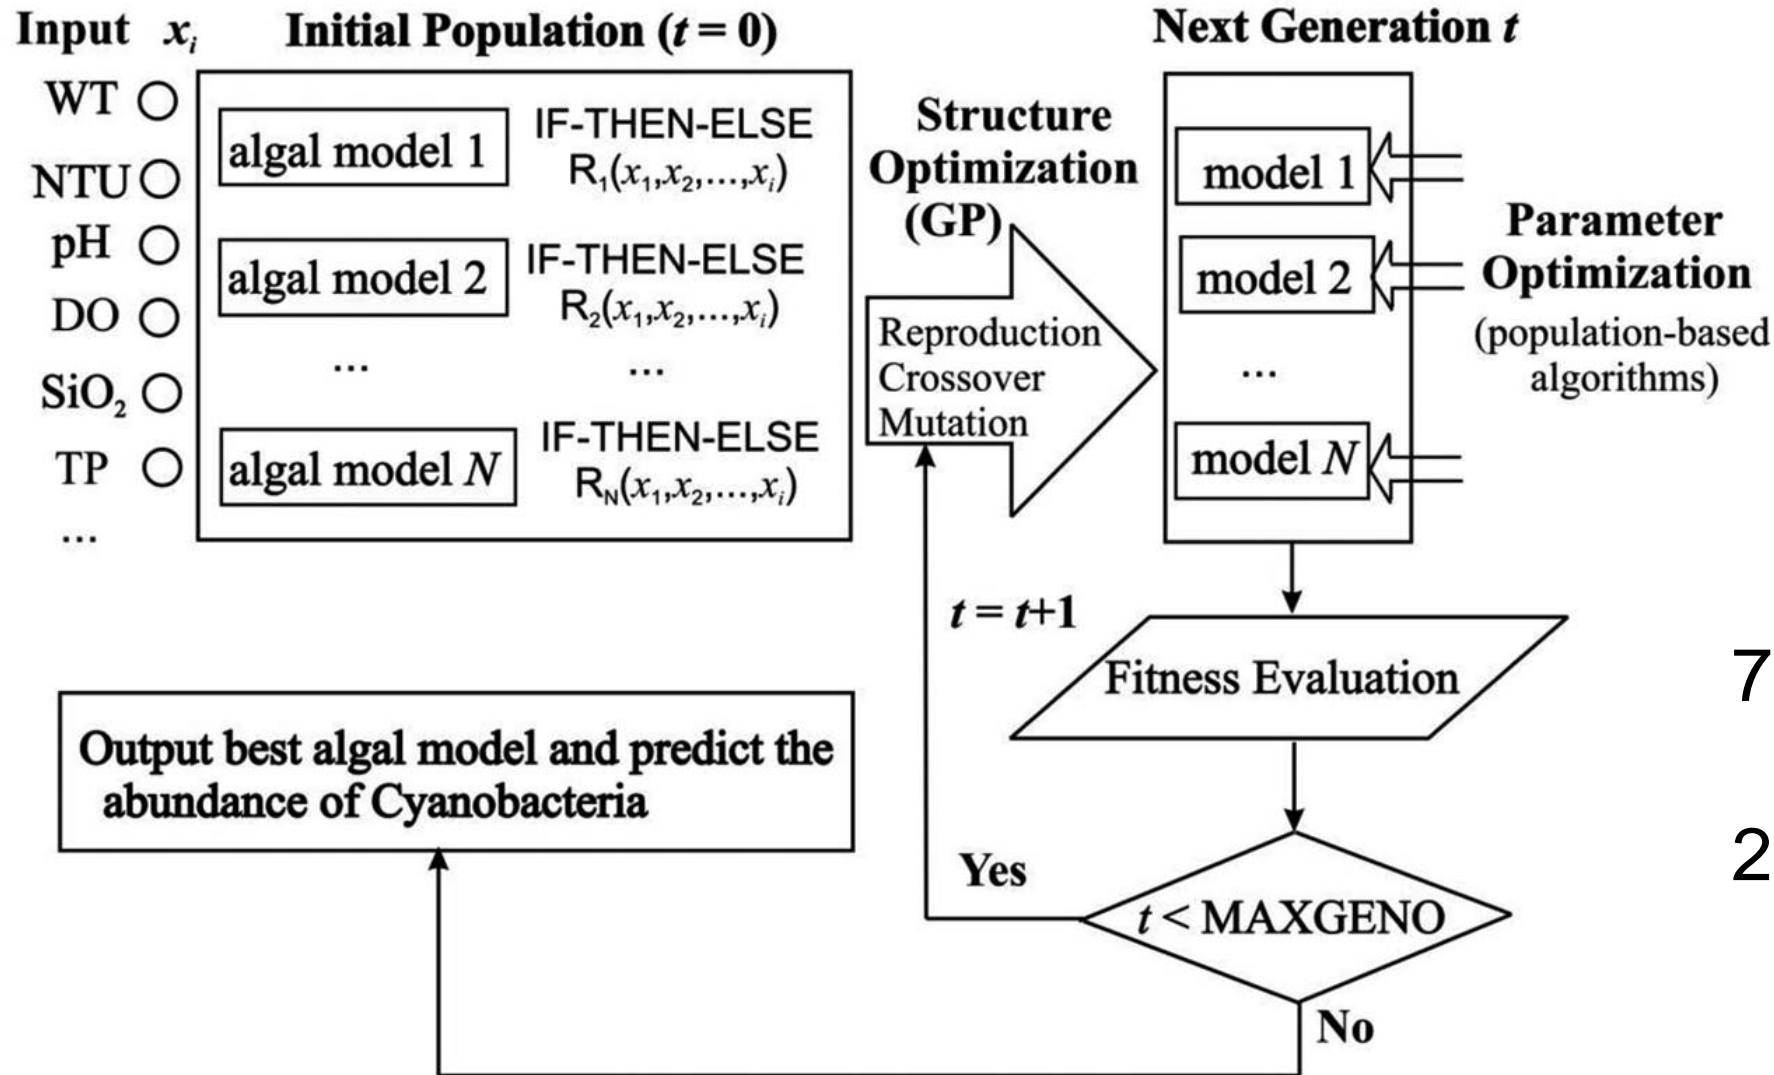 Input xᵢ
WT
NTU
pH
DO
SiO₂
TP
...
Initial Population (t = 0)
algal model 1
IF-THEN-ELSE
R₁(x₁,x₂,...,xᵢ)
algal model 2
IF-THEN-ELSE
R₂(x₁,x₂,...,xᵢ)
... ...
algal model N
IF-THEN-ELSE
R_N(x₁,x₂,...,xᵢ)
Structure
Optimization
(GP)
Reproduction
Crossover
Mutation
Next Generation t
model 1
model 2
...
model N
Parameter
Optimization
(population-based
algorithms)
t = t+1
Fitness Evaluation
7
2
Yes
t < MAXGENO
No
Output best algal model and predict the
abundance of Cyanobacteria